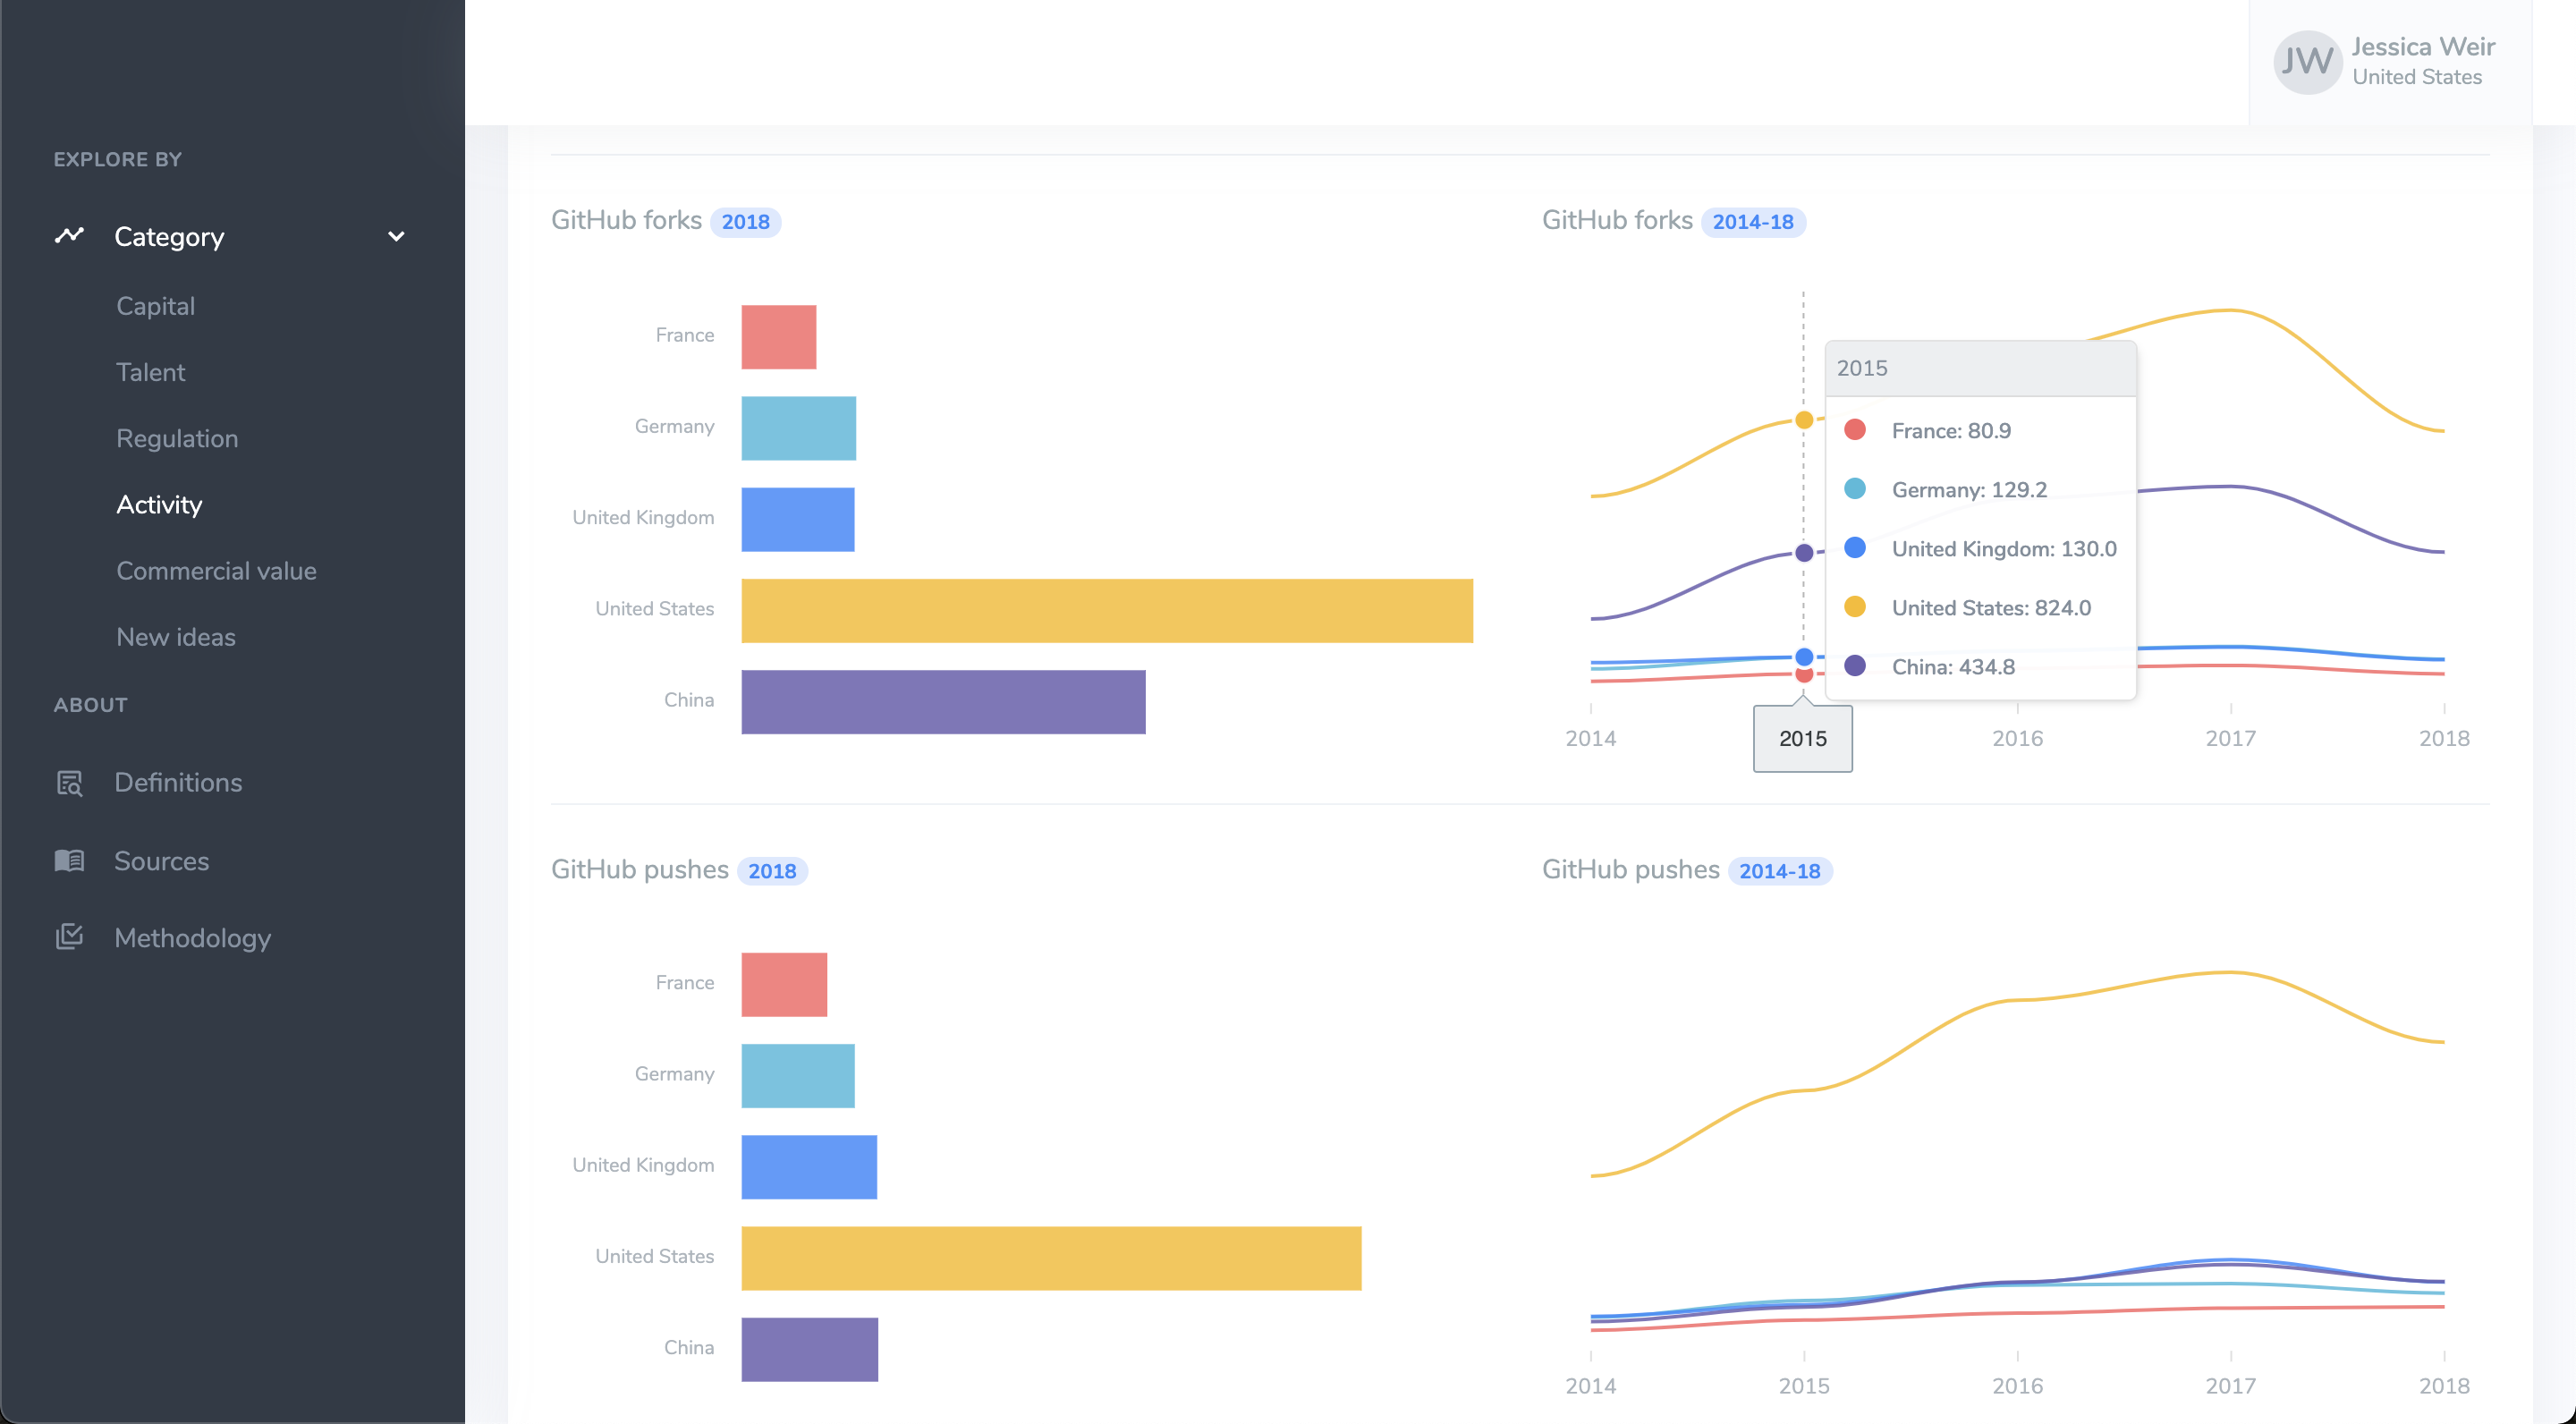 JW
Jessica Weir
United States
EXPLORE BY
Category
Capital
Talent
Regulation
Activity
Commercial value
New ideas
ABOUT
Definitions
Sources
Methodology
GitHub forks 2018
France
Germany
United Kingdom
United States
China
GitHub forks 2014-18
2015
France: 80.9
Germany: 129.2
United Kingdom: 130.0
United States: 824.0
China: 434.8
2014 2015 2016 2017 2018
GitHub pushes 2018
France
Germany
United Kingdom
United States
China
GitHub pushes 2014-18
2014 2015 2016 2017 2018